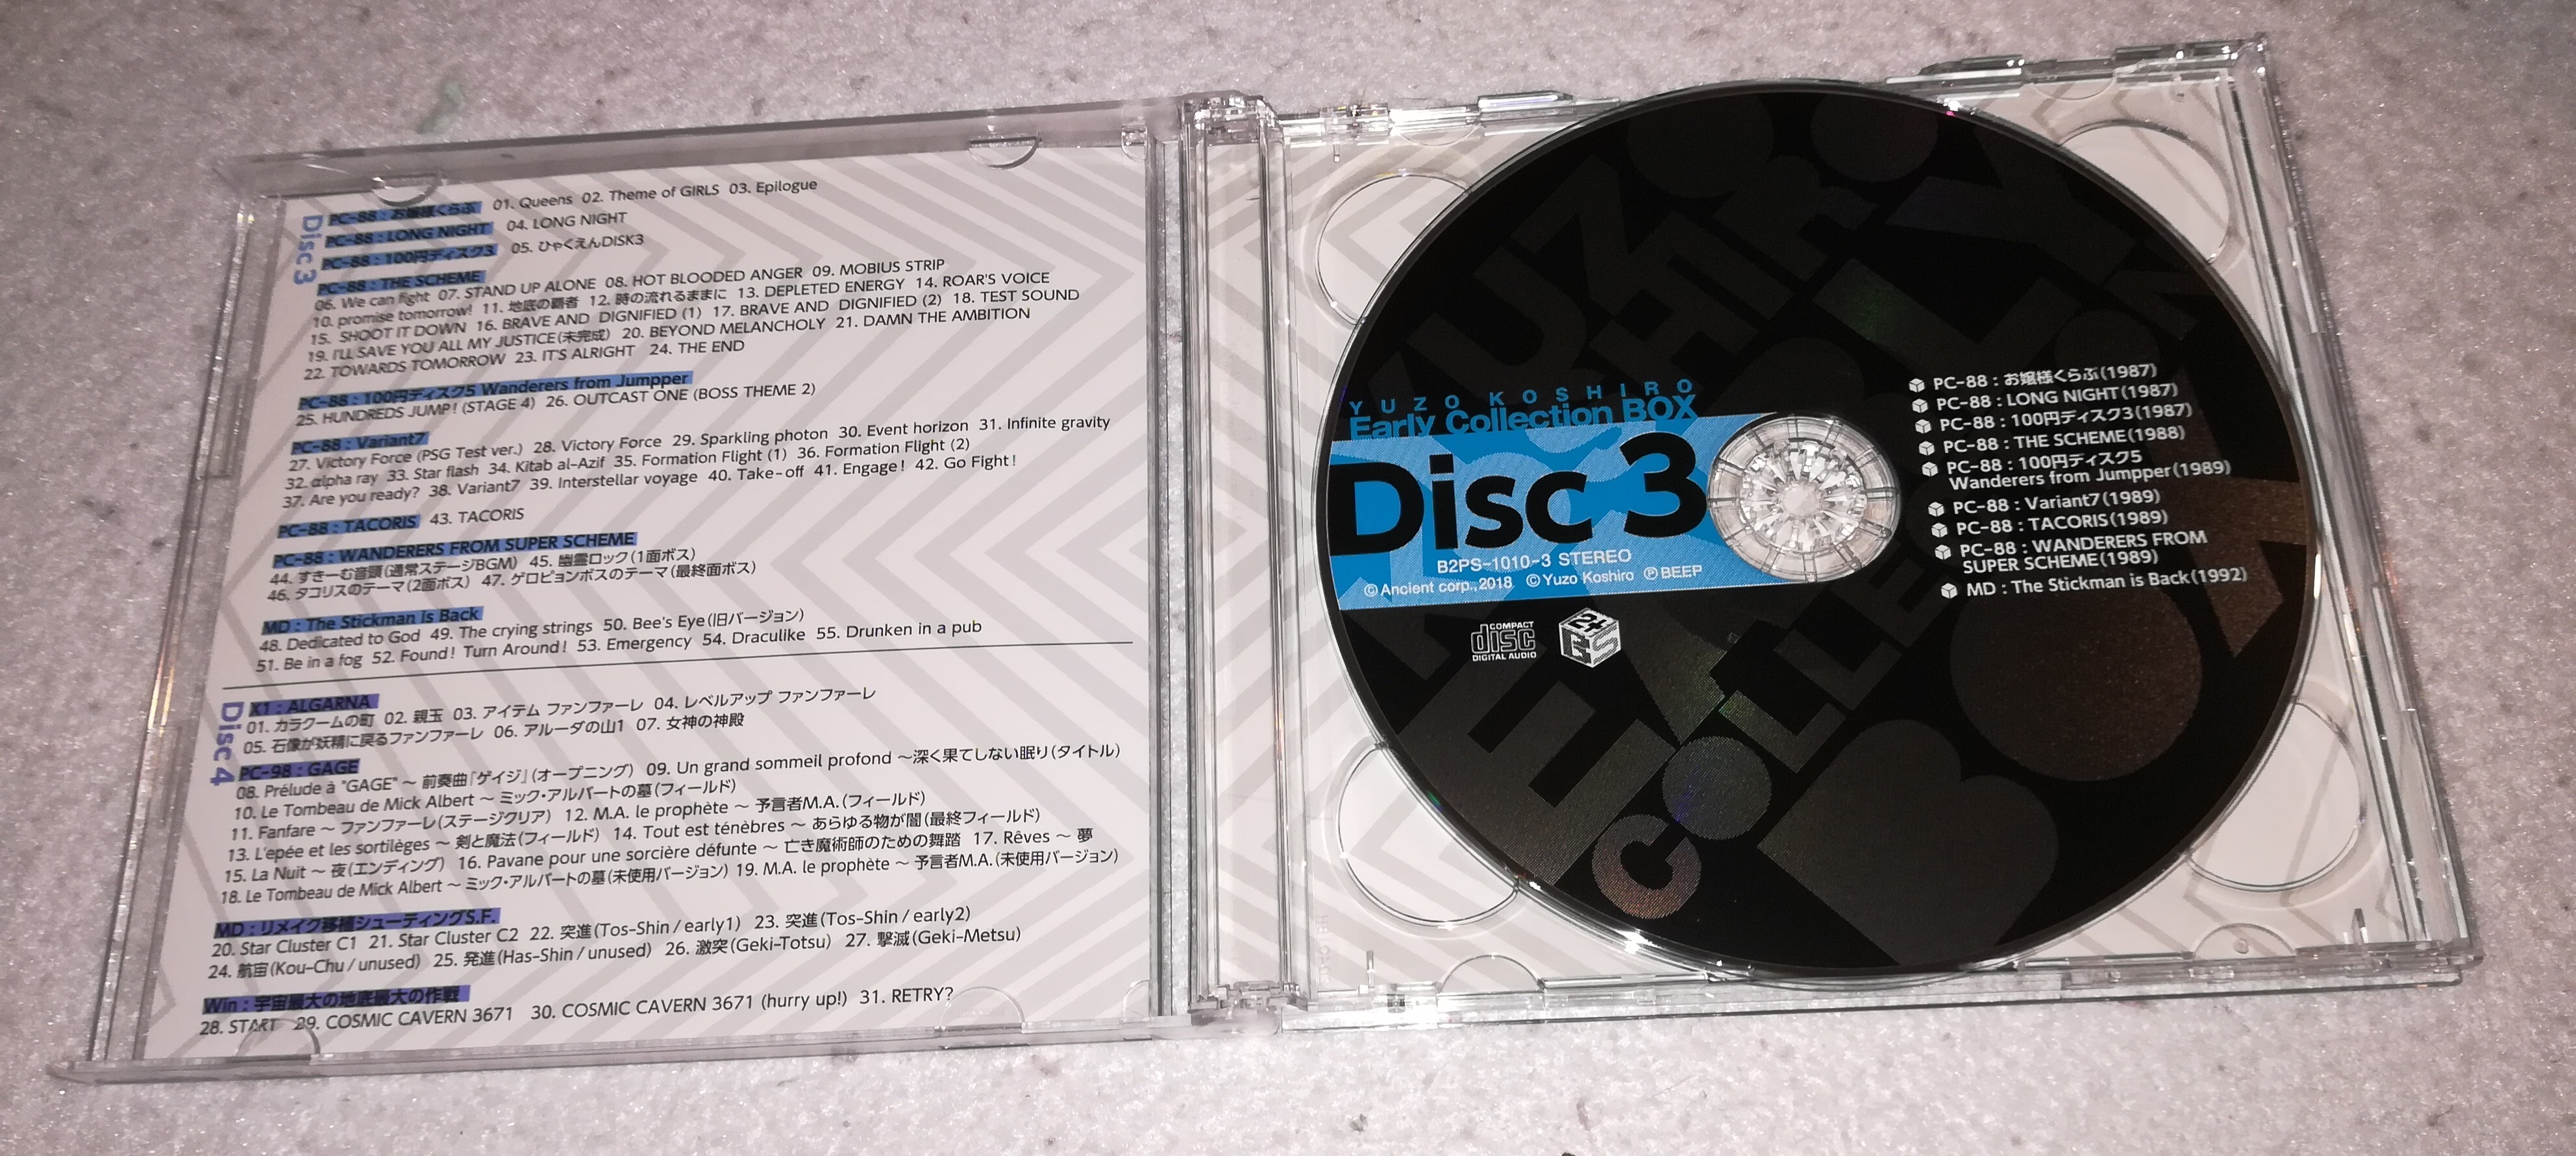 Disc 3
PC-88 : お嬢様くらぶ 01. Queens 02. Theme of GIRLS 03. Epilogue
PC-88 : LONG NIGHT 04. LONG NIGHT
PC-88 : 100円ディスク3 05. ひゃくえんDISK3
PC-88 : THE SCHEME
06. We can fight 07. STAND UP ALONE 08. HOT BLOODED ANGER 09. MOBIUS STRIP
10. promise tomorrow! 11. 地底の覇者 12. 時の流れるままに 13. DEPLETED ENERGY 14. ROAR'S VOICE
15. SHOOT IT DOWN 16. BRAVE AND DIGNIFIED (1) 17. BRAVE AND DIGNIFIED (2) 18. TEST SOUND
19. I'LL SAVE YOU ALL MY JUSTICE(未完成) 20. BEYOND MELANCHOLY 21. DAMN THE AMBITION
22. TOWARDS TOMORROW 23. IT'S ALRIGHT 24. THE END
PC-88 : 100円ディスク5 Wanderers from Jumpper
25. HUNDREDS JUMP! (STAGE 4) 26. OUTCAST ONE (BOSS THEME 2)
PC-88 : Variant7
27. Victory Force (PSG Test ver.) 28. Victory Force 29. Sparkling photon 30. Event horizon 31. Infinite gravity
32. αlpha ray 33. Star flash 34. Kitab al-Azif 35. Formation Flight (1) 36. Formation Flight (2)
37. Are you ready? 38. Variant7 39. Interstellar voyage 40. Take-off 41. Engage! 42. Go Fight!
PC-88 : TACORIS 43. TACORIS
PC-88 : WANDERERS FROM SUPER SCHEME
44. すきーむ音頭(通常ステージBGM) 45. 幽霊ロック(1面ボス)
46. タコリスのテーマ(2面ボス) 47. ゲロピョンボスのテーマ(最終面ボス)
MD : The Stickman is Back
48. Dedicated to God 49. The crying strings 50. Bee's Eye(旧バージョン)
51. Be in a fog 52. Found! Turn Around! 53. Emergency 54. Draculike 55. Drunken in a pub
Disc 4
X1 : ALGARNA
01. カラクームの町 02. 親玉 03. アイテム ファンファーレ 04. レベルアップ ファンファーレ
05. 石像が妖精に戻るファンファーレ 06. アルーダの山1 07. 女神の神殿
PC-98 : GAGE
08. Prélude à "GAGE" ～ 前奏曲「ゲイジ」(オープニング) 09. Un grand sommeil profond ～深く果てしない眠り(タイトル)
10. Le Tombeau de Mick Albert ～ ミック・アルバートの墓(フィールド)
11. Fanfare ～ ファンファーレ(ステージクリア) 12. M.A. le prophète ～ 予言者M.A.(フィールド)
13. L'epée et les sortilèges ～ 剣と魔法(フィールド) 14. Tout est ténèbres ～ あらゆる物が闇(最終フィールド)
15. La Nuit ～ 夜(エンディング) 16. Pavane pour une sorcière défunte ～ 亡き魔術師のための舞踏 17. Rêves ～ 夢
18. Le Tombeau de Mick Albert ～ ミック・アルバートの墓(未使用バージョン) 19. M.A. le prophète ～ 予言者M.A.(未使用バージョン)
MD : リメイク移植シューティングS.F.
20. Star Cluster C1 21. Star Cluster C2 22. 突進(Tos-Shin / early1) 23. 突進(Tos-Shin / early2)
24. 航宙(Kou-Chu / unused) 25. 発進(Has-Shin / unused) 26. 激突(Geki-Totsu) 27. 撃滅(Geki-Metsu)
Win : 宇宙最大の地底最大の作戦
28. START 29. COSMIC CAVERN 3671 30. COSMIC CAVERN 3671 (hurry up!) 31. RETRY?
YUZO KOSHIRO
Early Collection BOX
Disc 3
B2PS-1010-3 STEREO
©Ancient corp.,2018 ©Yuzo Koshiro ℗BEEP
COMPACT
disc
DIGITAL AUDIO
PC-88 : お嬢様くらぶ(1987)
PC-88 : LONG NIGHT(1987)
PC-88 : 100円ディスク3(1987)
PC-88 : THE SCHEME(1988)
PC-88 : 100円ディスク5
Wanderers from Jumpper(1989)
PC-88 : Variant7(1989)
PC-88 : TACORIS(1989)
PC-88 : WANDERERS FROM
SUPER SCHEME(1989)
MD : The Stickman is Back(1992)
YUZO
KOSHIRO
EARLY
COLLECTION
BOX